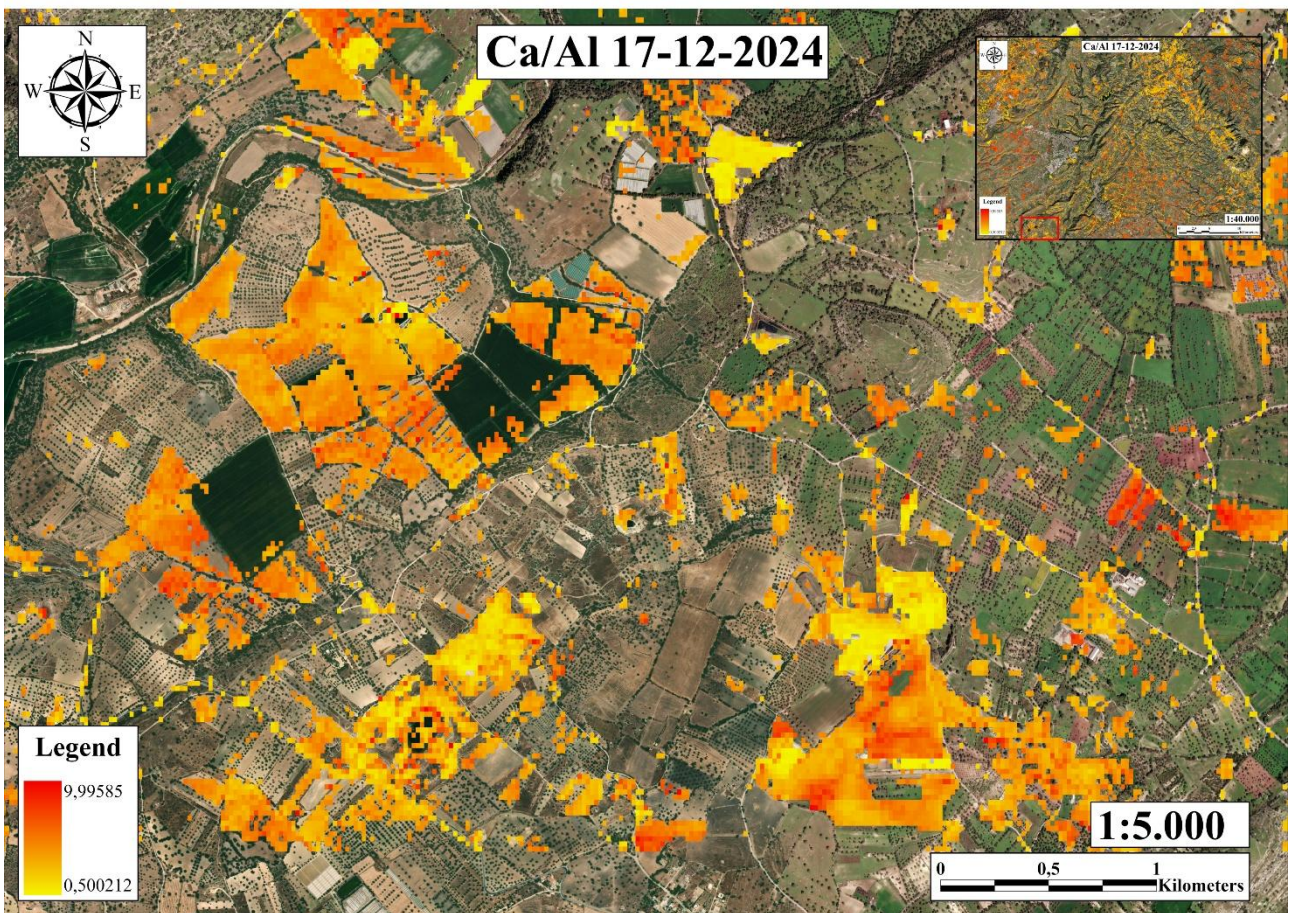 Ca/Al 17-12-2024
N
W E
S
Ca/Al 17-12-2024
Legend
1:40.000
Legend
9,99585
0,500212
1:5.000
0 0,5 1
Kilometers